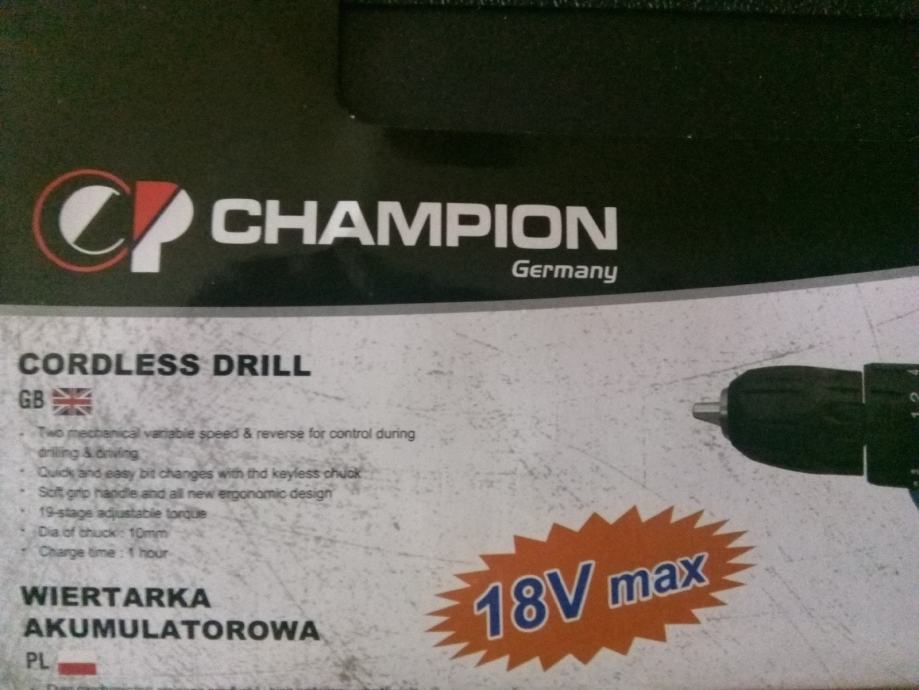 CP CHAMPION
Germany
CORDLESS DRILL
GB
· Two mechanical variable speed & reverse for control during
drilling & driving
· Quick and easy bit changes with thd keyless chuck
· Soft grip handle and all new ergonomic design
· 19-stage adjustable torque
· Dia of chuck : 10mm
· Charge time : 1 hour
18V max
WIERTARKA
AKUMULATOROWA
PL